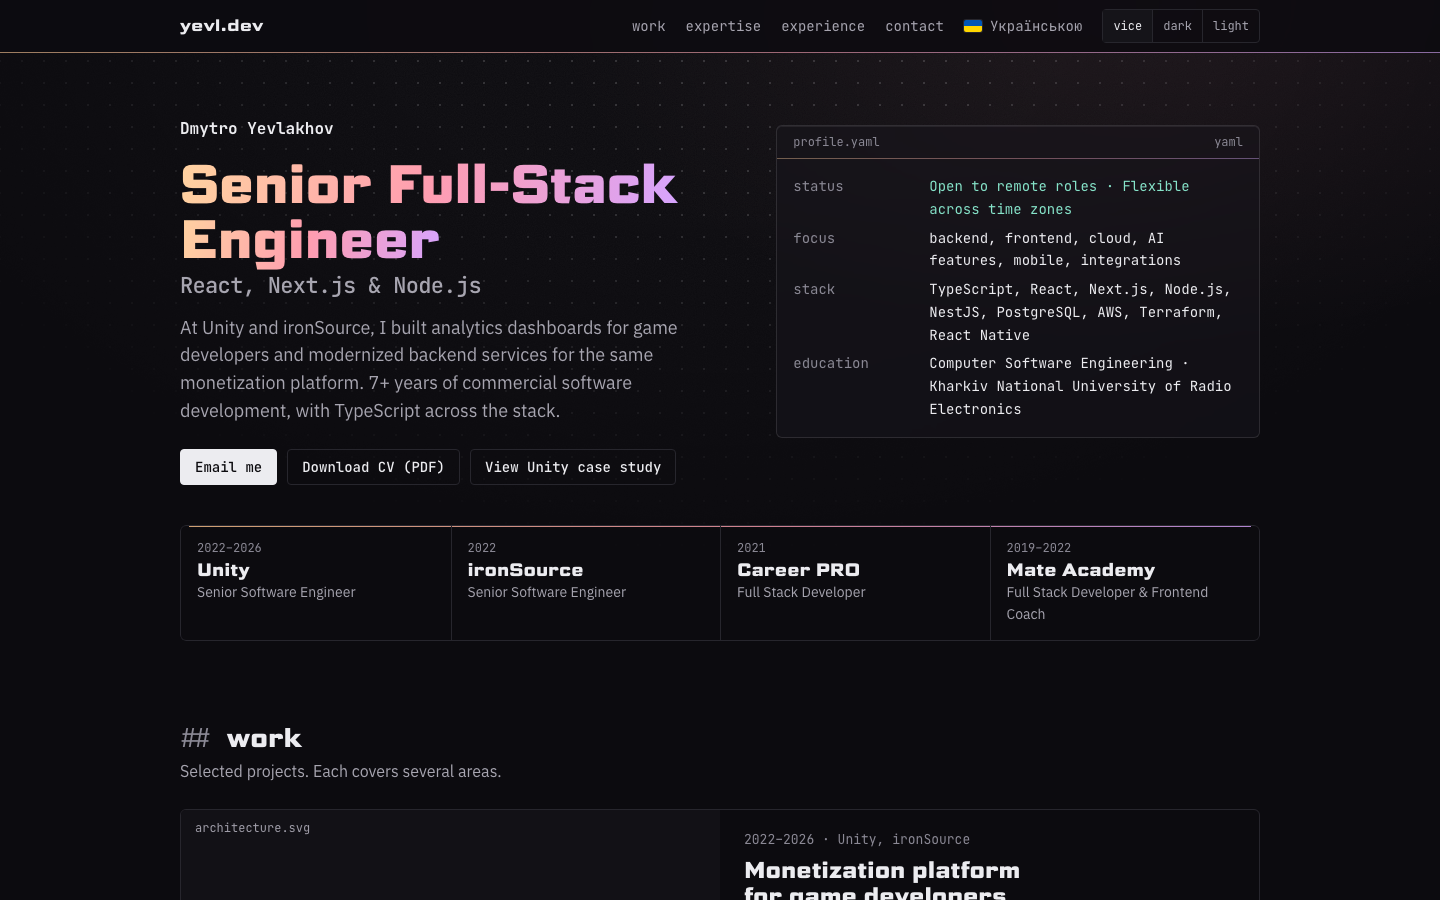 yevl.dev
work expertise experience contact Українською vice dark light
Dmytro Yevlakhov
Senior Full-Stack
Engineer
React, Next.js & Node.js
At Unity and ironSource, I built analytics dashboards for game
developers and modernized backend services for the same
monetization platform. 7+ years of commercial software
development, with TypeScript across the stack.
Email me
Download CV (PDF)
View Unity case study
profile.yaml yaml
status Open to remote roles · Flexible
across time zones
focus backend, frontend, cloud, AI
features, mobile, integrations
stack TypeScript, React, Next.js, Node.js,
NestJS, PostgreSQL, AWS, Terraform,
React Native
education Computer Software Engineering ·
Kharkiv National University of Radio
Electronics
2022–2026
Unity
Senior Software Engineer
2022
ironSource
Senior Software Engineer
2021
Career PRO
Full Stack Developer
2019–2022
Mate Academy
Full Stack Developer & Frontend
Coach
## work
Selected projects. Each covers several areas.
architecture.svg
2022–2026 · Unity, ironSource
Monetization platform
for game developers